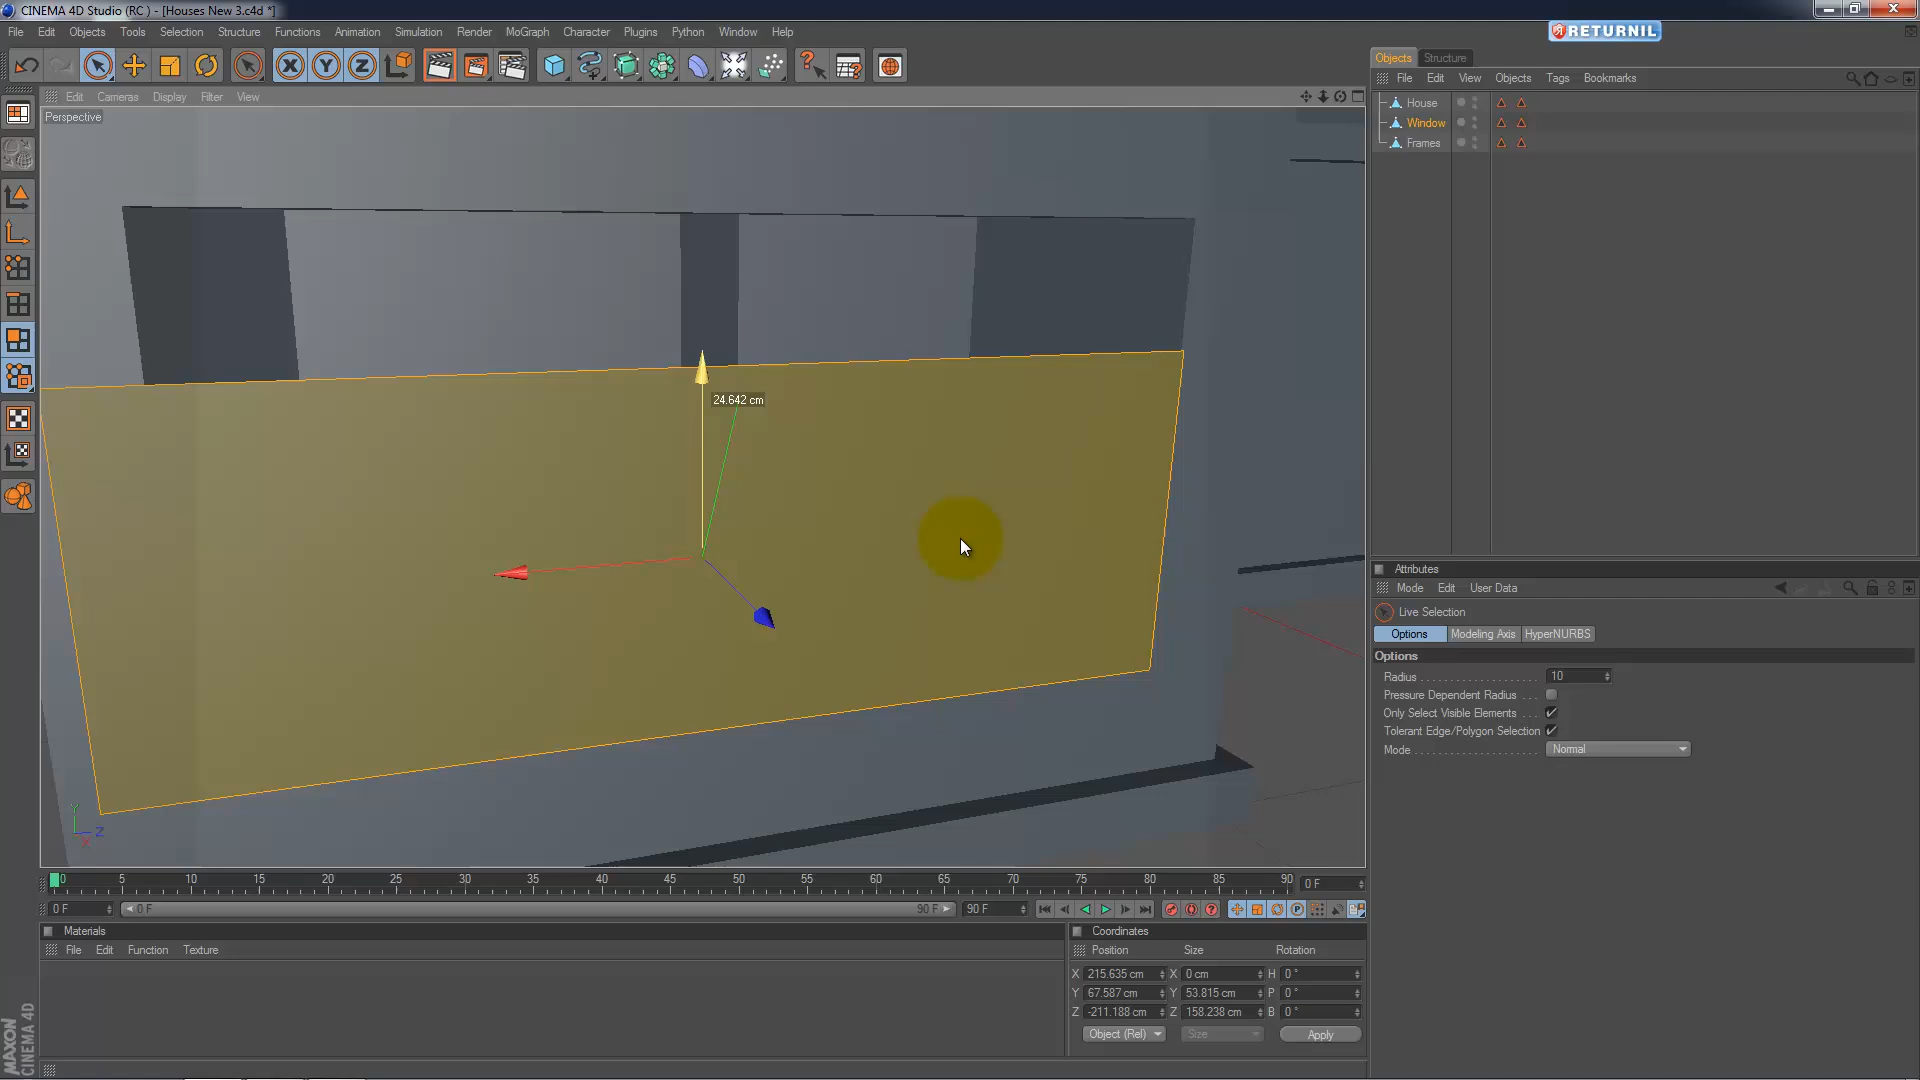 CINEMA 4D Studio (RC ) - [Houses New 3.c4d *]
File Edit Objects Tools Selection Structure Functions Animation Simulation Render MoGraph Character Plugins Python Window Help
RETURNIL
Edit Cameras Display Filter View
Perspective
24.642 cm
Objects Structure
File Edit View Objects Tags Bookmarks
House
Window
Frames
Attributes
Mode Edit User Data
Live Selection
Options Modeling Axis HyperNURBS
Options
Radius 10
Pressure Dependent Radius
Only Select Visible Elements
Tolerant Edge/Polygon Selection
Mode Normal
Y
Z
X
0 5 10 15 20 25 30 35 40 45 50 55 60 65 70 75 80 85 90 0 F
0 F 0 F 90 F 90 F
Materials
File Edit Function Texture
Coordinates
Position Size Rotation
X 215.635 cm X 0 cm H 0 °
Y 67.587 cm Y 53.815 cm P 0 °
Z -211.188 cm Z 158.238 cm B 0 °
Object (Rel) Size Apply
MAXON
CINEMA 4D